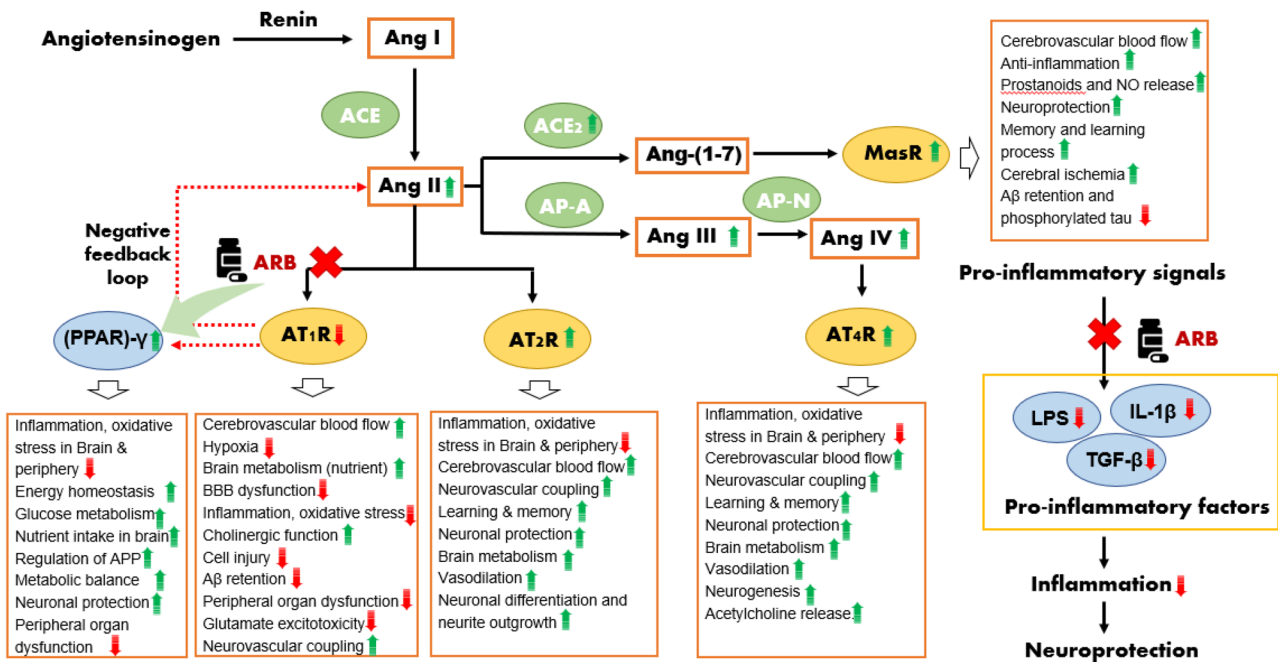 Renin
Angiotensinogen
Ang I
ACE
ACE2
Ang-(1-7)
MasR
Ang II
AP-A
AP-N
Ang III
Ang IV
Negative
feedback
loop
ARB
(PPAR)-γ
AT1R
AT2R
AT4R
Cerebrovascular blood flow
Anti-inflammation
Prostanoids and NO release
Neuroprotection
Memory and learning
process
Cerebral ischemia
Aβ retention and
phosphorylated tau
Inflammation, oxidative
stress in Brain &
periphery
Energy homeostasis
Glucose metabolism
Nutrient intake in brain
Regulation of APP
Metabolic balance
Neuronal protection
Peripheral organ
dysfunction
Cerebrovascular blood flow
Hypoxia
Brain metabolism (nutrient)
BBB dysfunction
Inflammation, oxidative stress
Cholinergic function
Cell injury
Aβ retention
Peripheral organ dysfunction
Glutamate excitotoxicity
Neurovascular coupling
Inflammation, oxidative
stress in Brain & periphery
Cerebrovascular blood flow
Neurovascular coupling
Learning & memory
Neuronal protection
Brain metabolism
Vasodilation
Neuronal differentiation and
neurite outgrowth
Inflammation, oxidative
stress in Brain & periphery
Cerebrovascular blood flow
Neurovascular coupling
Learning & memory
Neuronal protection
Brain metabolism
Vasodilation
Neurogenesis
Acetylcholine release
Pro-inflammatory signals
ARB
LPS
IL-1β
TGF-β
Pro-inflammatory factors
Inflammation
Neuroprotection